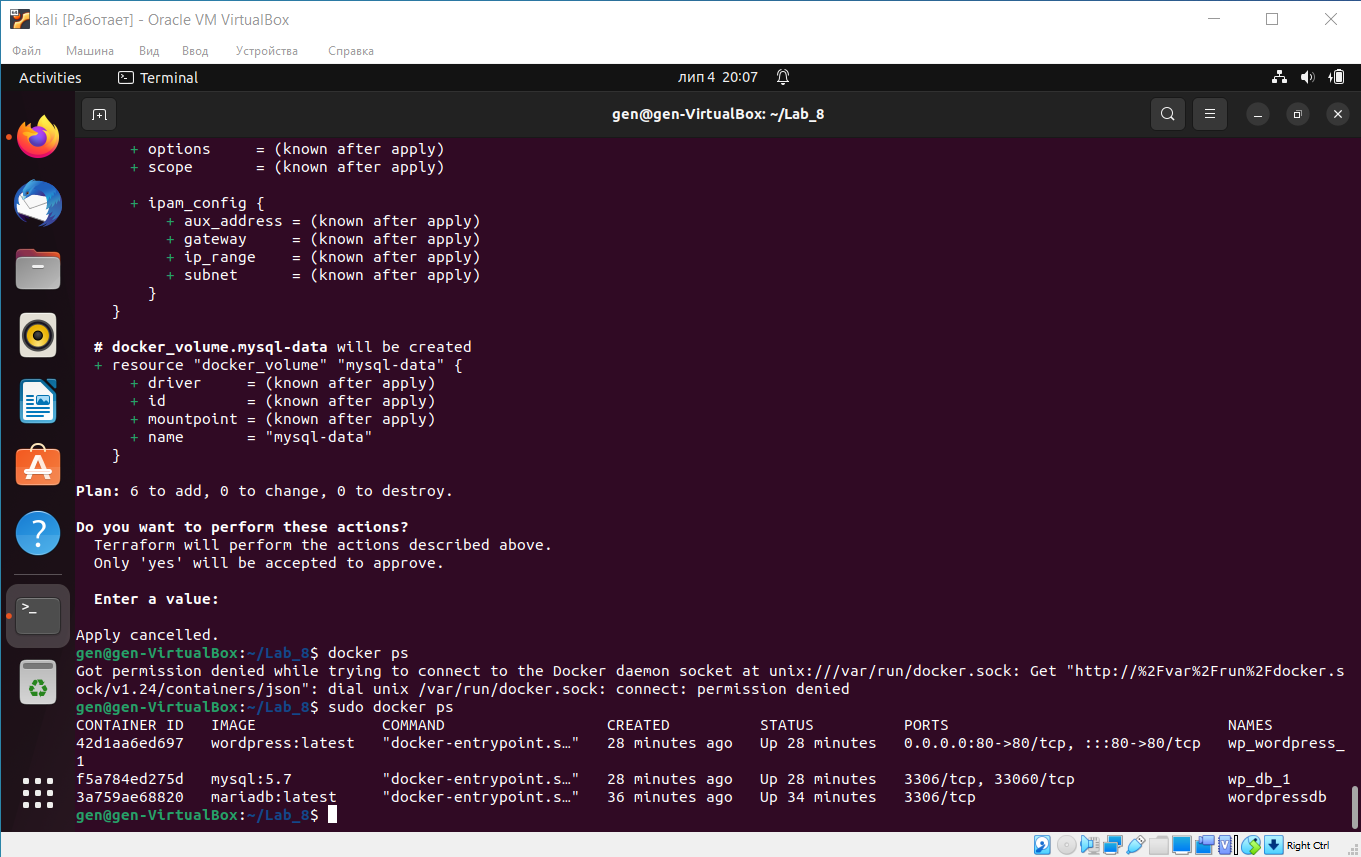 kali [Работает] - Oracle VM VirtualBox
Файл Машина Вид Ввод Устройства Справка
Activities Terminal лип 4 20:07
gen@gen-VirtualBox: ~/Lab_8
+ options     = (known after apply)
+ scope       = (known after apply)
+ ipam_config {
+ aux_address = (known after apply)
+ gateway     = (known after apply)
+ ip_range    = (known after apply)
+ subnet      = (known after apply)
}
}
# docker_volume.mysql-data will be created
+ resource "docker_volume" "mysql-data" {
+ driver     = (known after apply)
+ id         = (known after apply)
+ mountpoint = (known after apply)
+ name       = "mysql-data"
}
Plan: 6 to add, 0 to change, 0 to destroy.
Do you want to perform these actions?
Terraform will perform the actions described above.
Only 'yes' will be accepted to approve.
Enter a value:
Apply cancelled.
gen@gen-VirtualBox:~/Lab_8$ docker ps
Got permission denied while trying to connect to the Docker daemon socket at unix:///var/run/docker.sock: Get "http://%2Fvar%2Frun%2Fdocker.s
ock/v1.24/containers/json": dial unix /var/run/docker.sock: connect: permission denied
gen@gen-VirtualBox:~/Lab_8$ sudo docker ps
CONTAINER ID   IMAGE              COMMAND                  CREATED          STATUS          PORTS                               NAMES
42d1aa6ed697   wordpress:latest   "docker-entrypoint.s…"   28 minutes ago   Up 28 minutes   0.0.0.0:80->80/tcp, :::80->80/tcp   wp_wordpress_
1
f5a784ed275d   mysql:5.7          "docker-entrypoint.s…"   28 minutes ago   Up 28 minutes   3306/tcp, 33060/tcp                 wp_db_1
3a759ae68820   mariadb:latest     "docker-entrypoint.s…"   36 minutes ago   Up 34 minutes   3306/tcp                            wordpressdb
gen@gen-VirtualBox:~/Lab_8$
Right Ctrl